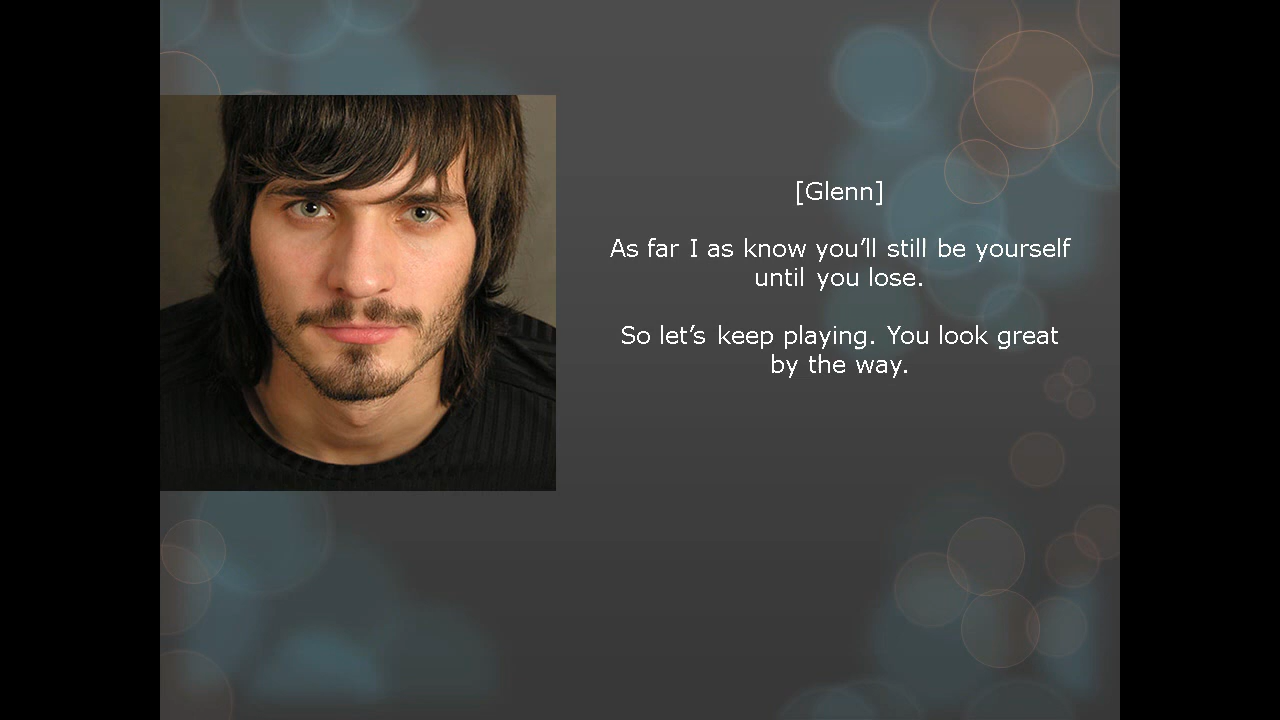 [Glenn]
As far I as know you’ll still be yourself
until you lose.
So let’s keep playing. You look great
by the way.